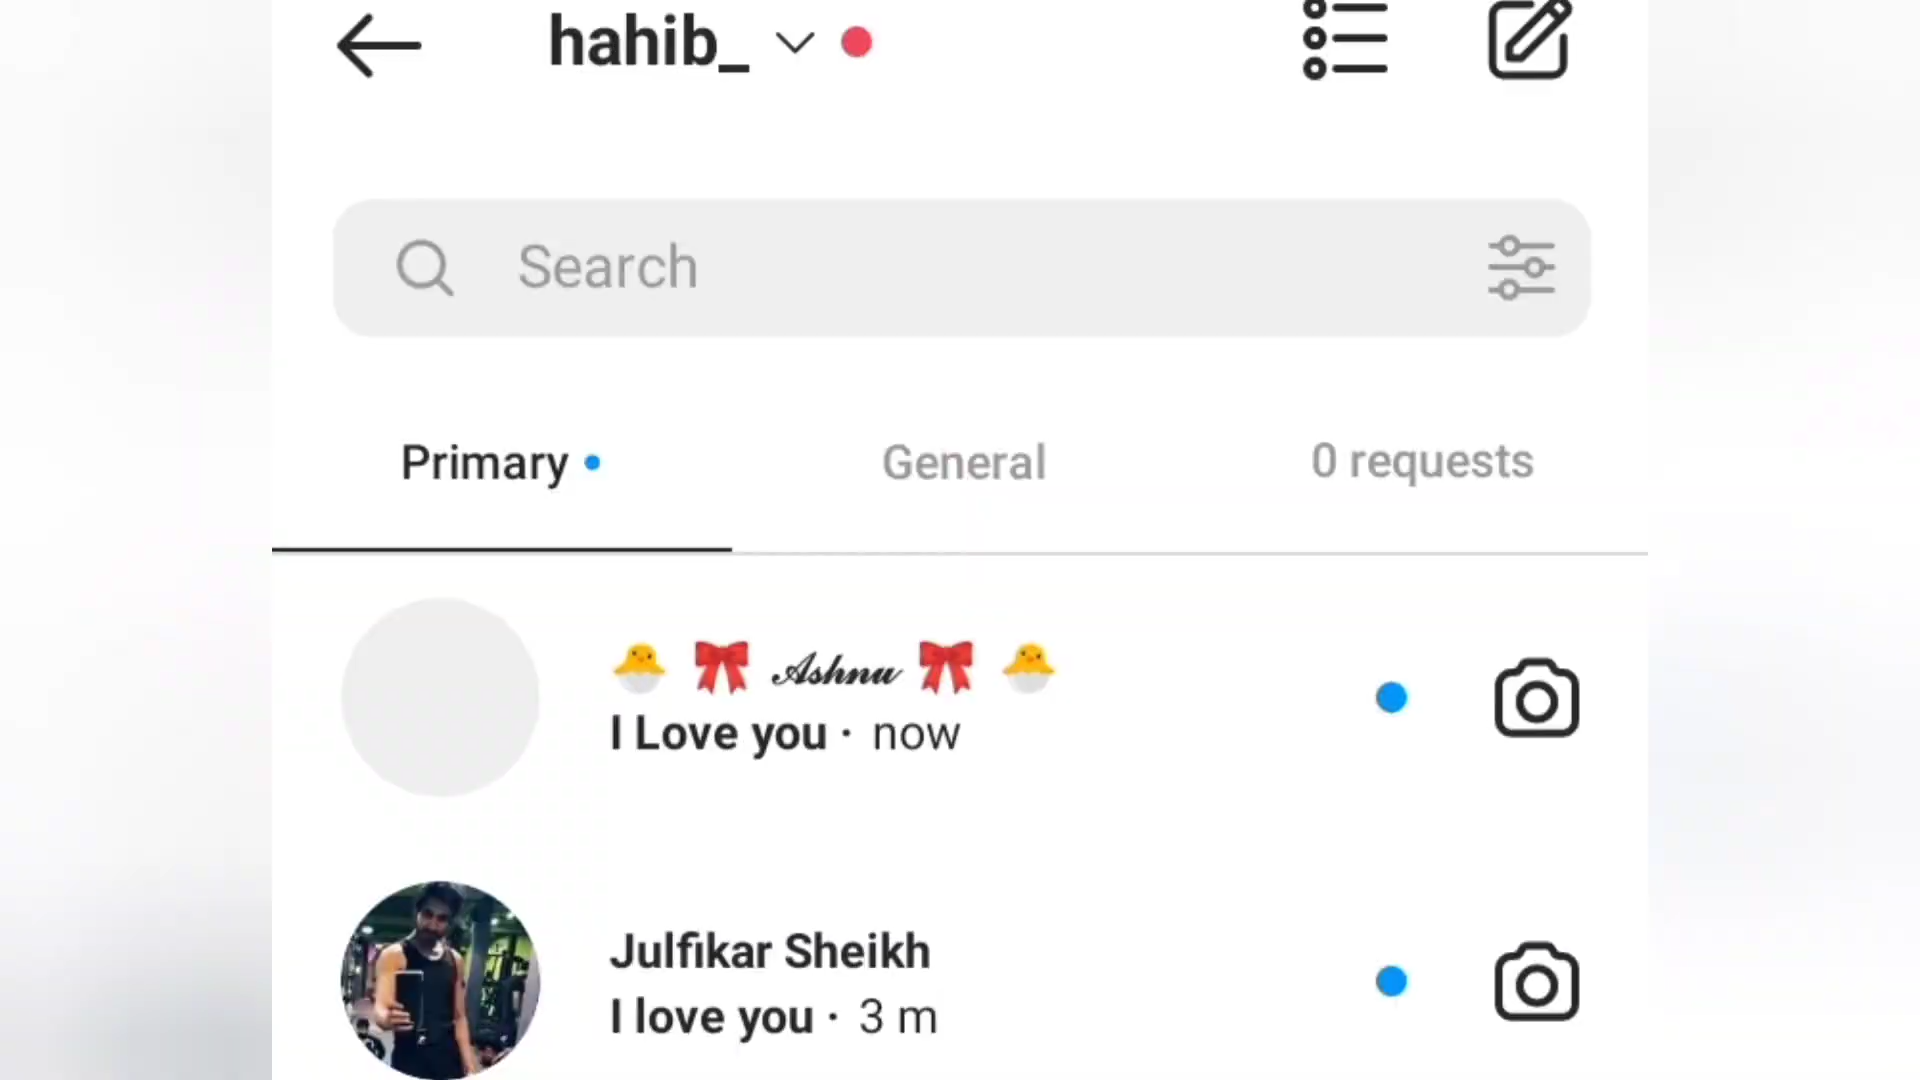 hahib_
Search
Primary
General
0 requests
🐣 🎀 𝒜𝓈𝒽𝓃𝓊 🎀 🐣
I Love you · now
Julfikar Sheikh
I love you · 3 m